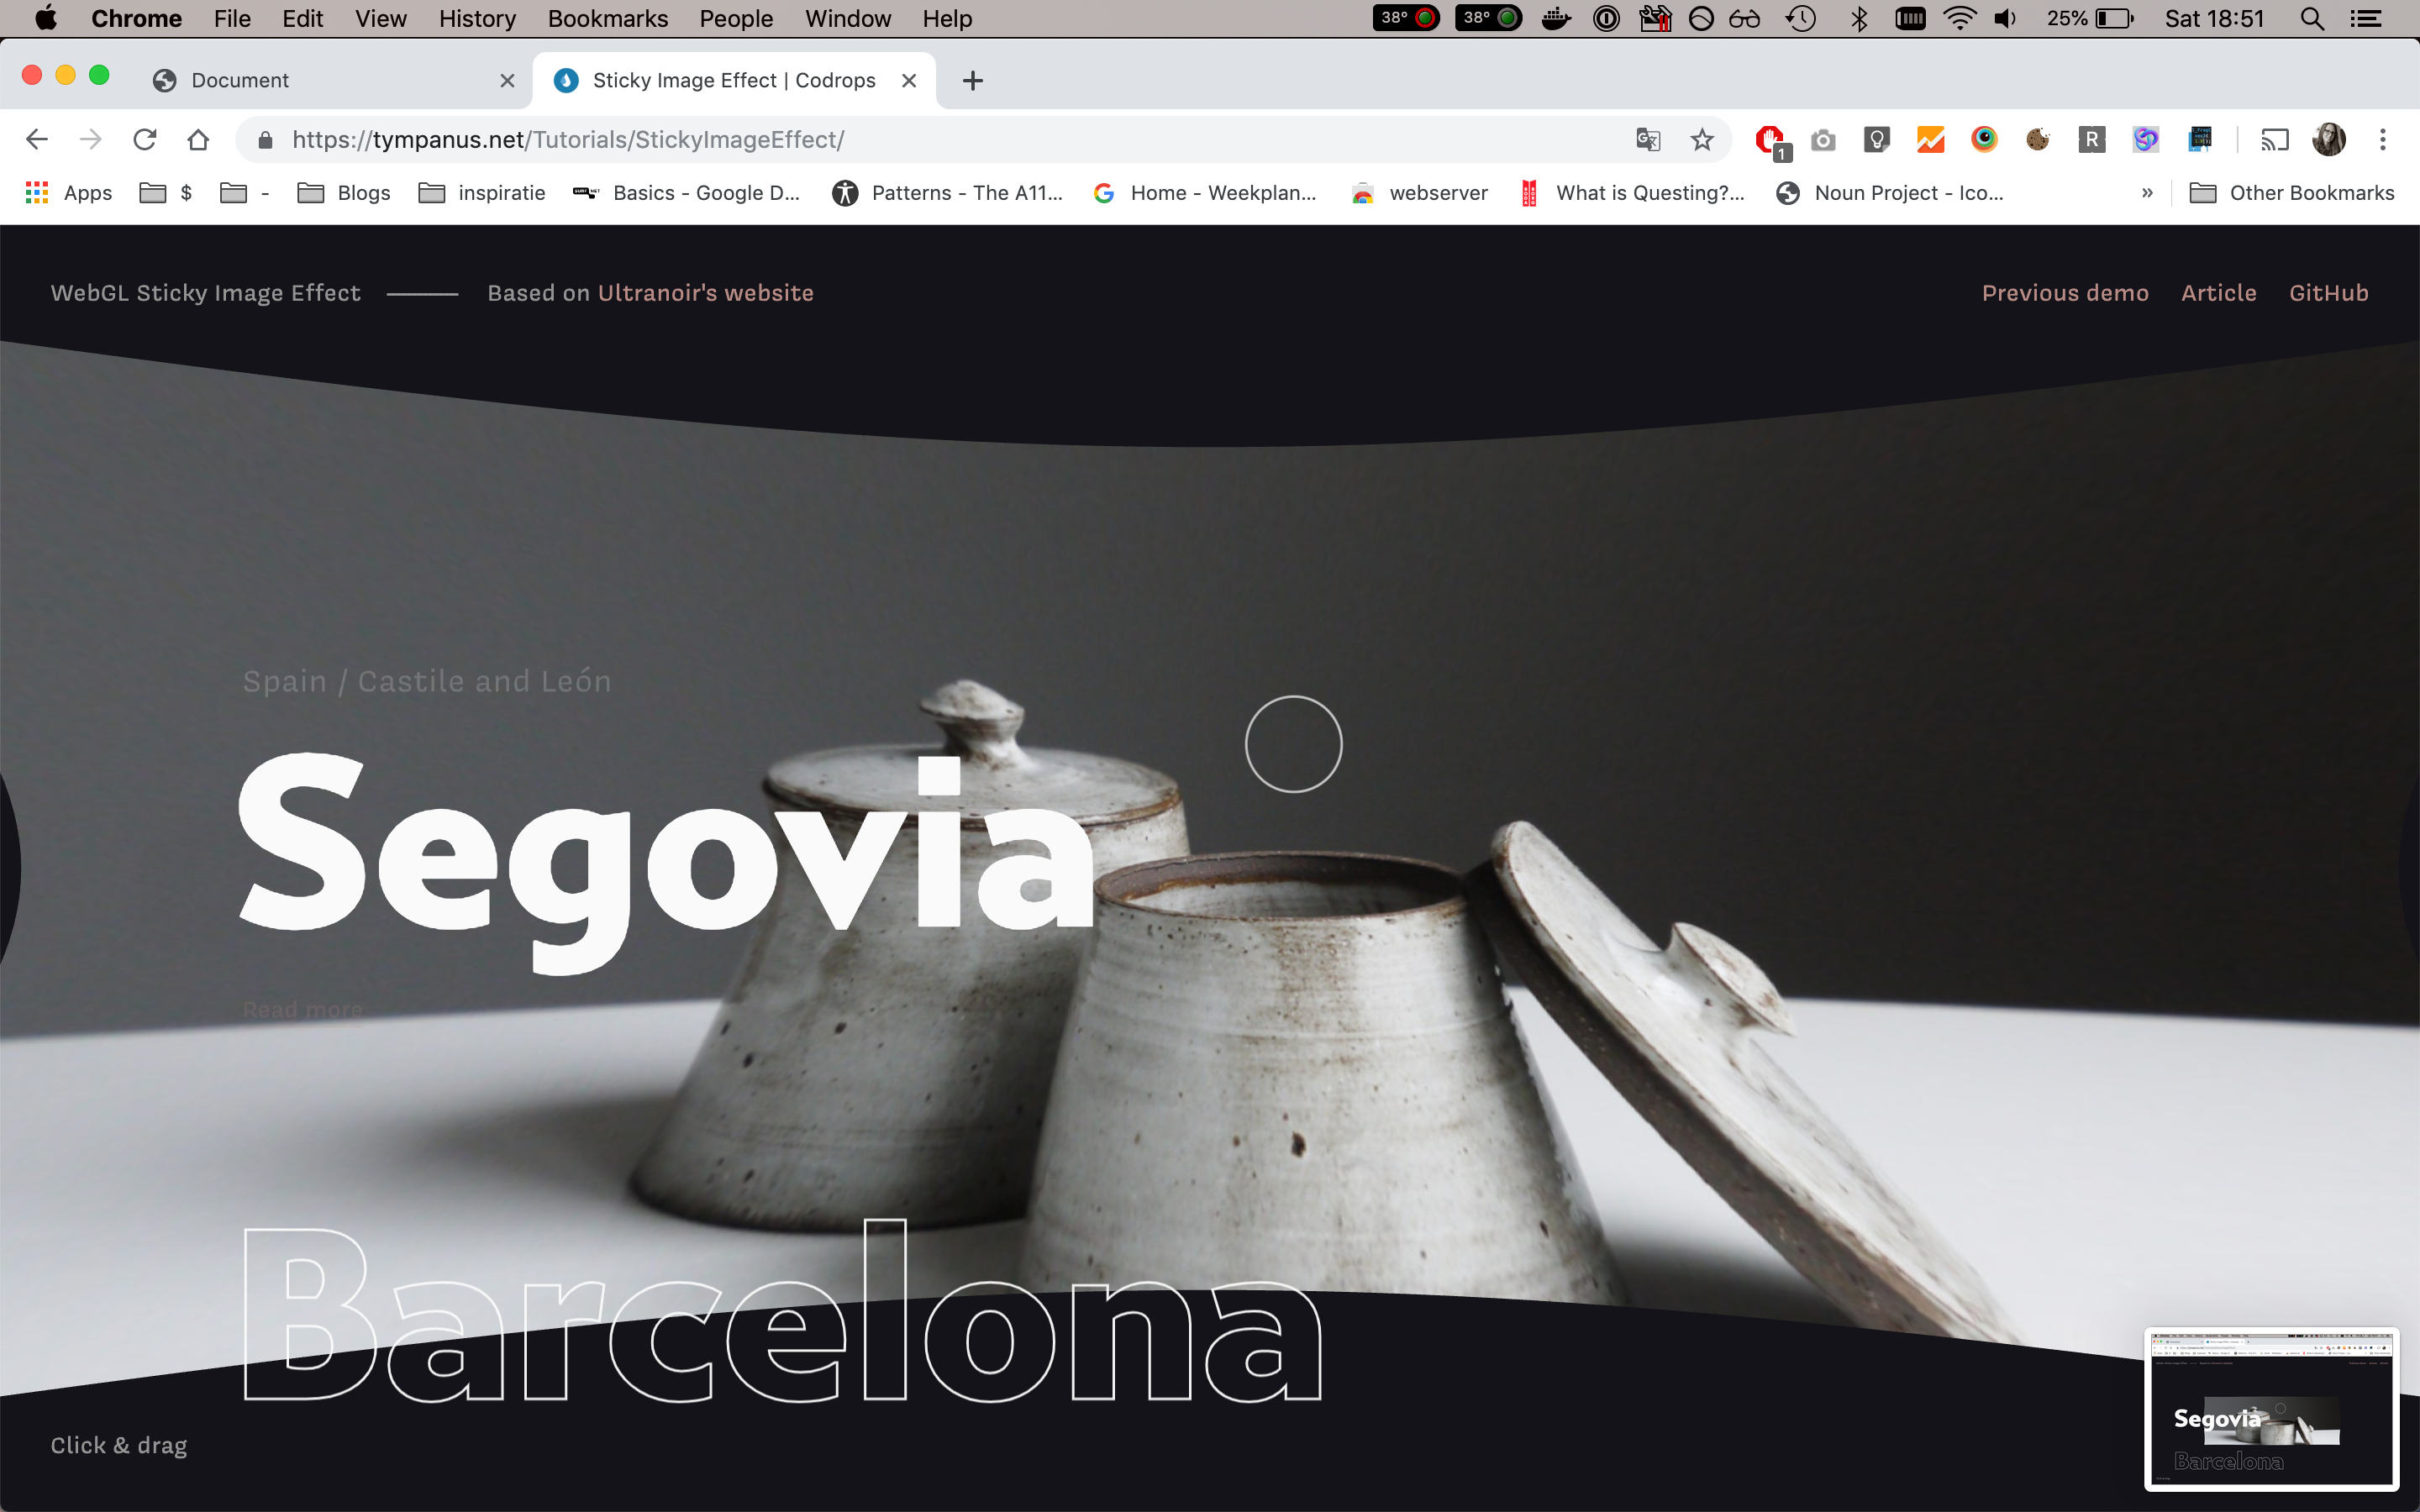 Chrome File Edit View History Bookmarks People Window Help 38° 38° 25% Sat 18:51
Document Sticky Image Effect | Codrops
https://tympanus.net/Tutorials/StickyImageEffect/ 1 R
Apps $ - Blogs inspiratie Basics - Google D... Patterns - The A11... Home - Weekplan... webserver What is Questing?... Noun Project - Ico... » Other Bookmarks
WebGL Sticky Image Effect Based on Ultranoir's website Previous demo Article GitHub
Spain / Castile and León
Segovia
Read more
Barcelona
Click & drag
Segovia
Barcelona